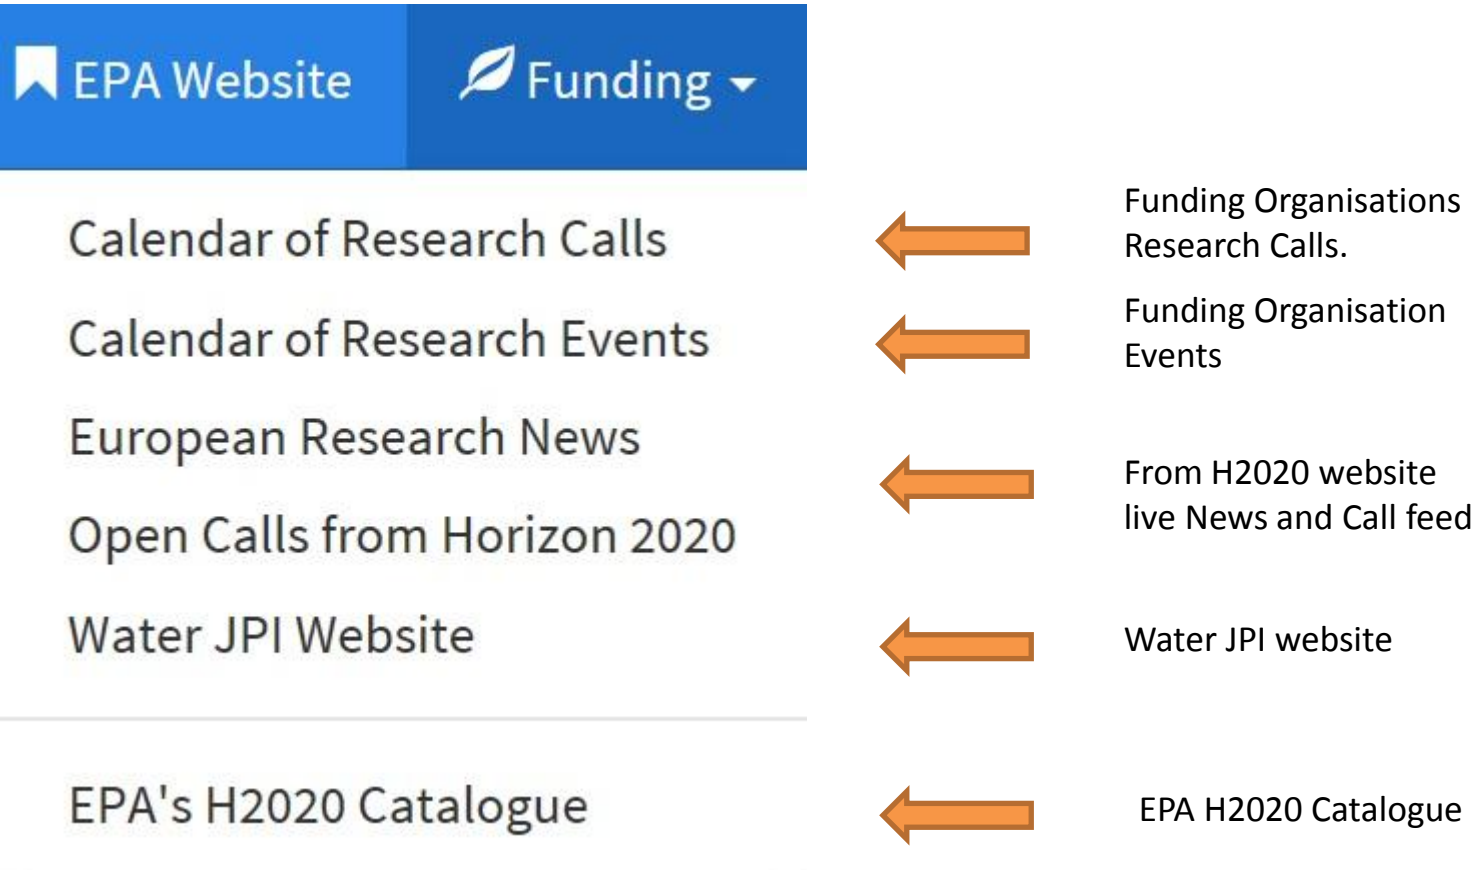 EPA Website
Funding
Calendar of Research Calls
Funding Organisations
Research Calls.
Calendar of Research Events
Funding Organisation
Events
European Research News
Open Calls from Horizon 2020
From H2020 website
live News and Call feed
Water JPI Website
Water JPI website
EPA's H2020 Catalogue
EPA H2020 Catalogue